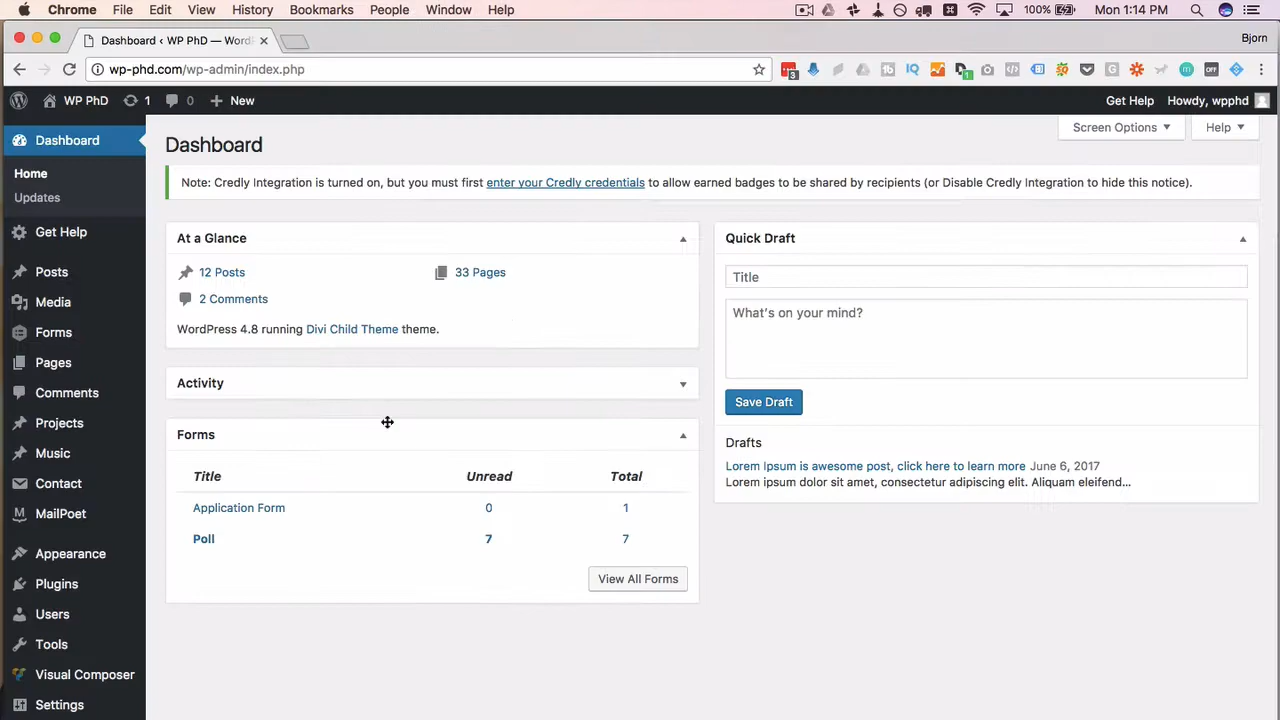 Chrome File Edit View History Bookmarks People Window Help 100% Mon 1:14 PM
Dashboard ‹ WP PhD — Word
Bjorn
wp-phd.com/wp-admin/index.php
WP PhD 1 0 New Get Help Howdy, wpphd
Screen Options Help
Dashboard
Home
Updates
Get Help
Posts
Media
Forms
Pages
Comments
Projects
Music
Contact
MailPoet
Appearance
Plugins
Users
Tools
Visual Composer
Settings
Dashboard
Note: Credly Integration is turned on, but you must first enter your Credly credentials to allow earned badges to be shared by recipients (or Disable Credly Integration to hide this notice).
At a Glance
12 Posts 33 Pages
2 Comments
WordPress 4.8 running Divi Child Theme theme.
Activity
Forms
Title Unread Total
Application Form 0 1
Poll 7 7
View All Forms
Quick Draft
Title
What's on your mind?
Save Draft
Drafts
Lorem Ipsum is awesome post, click here to learn more June 6, 2017
Lorem ipsum dolor sit amet, consectetur adipiscing elit. Aliquam eleifend…